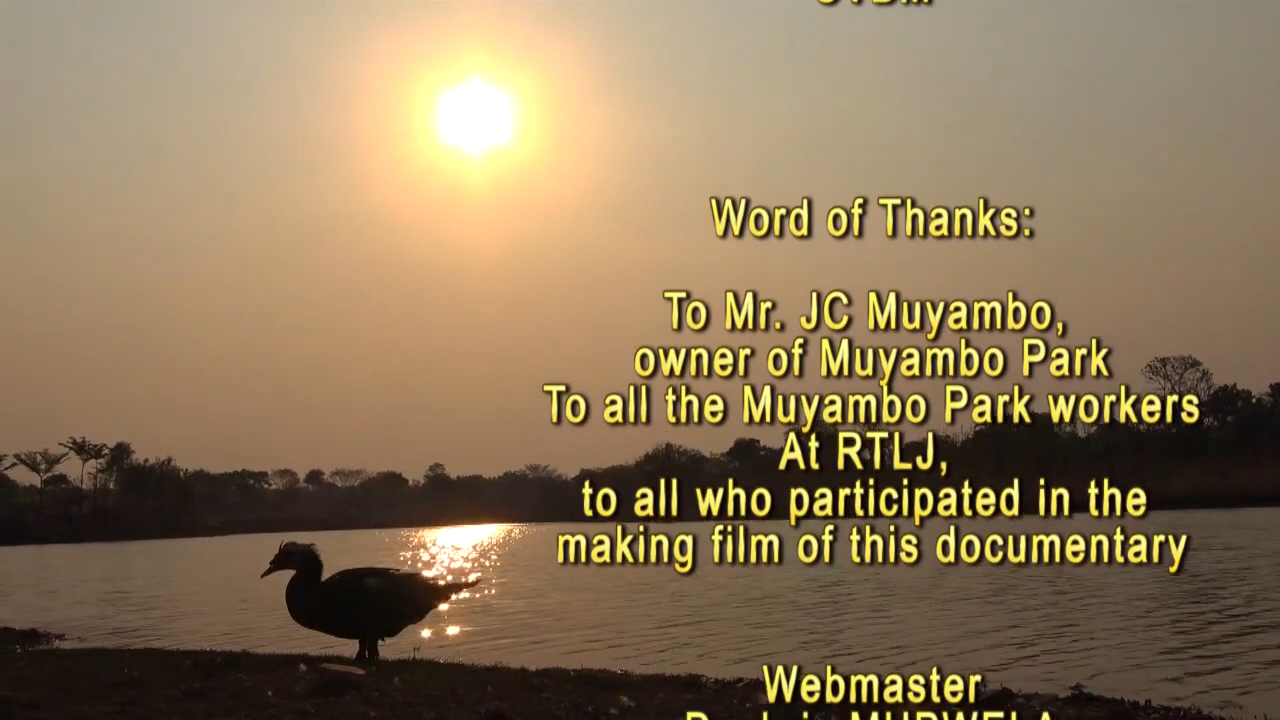 Word of Thanks:
To Mr. JC Muyambo,
owner of Muyambo Park
To all the Muyambo Park workers
At RTLJ,
to all who participated in the
making film of this documentary
Webmaster